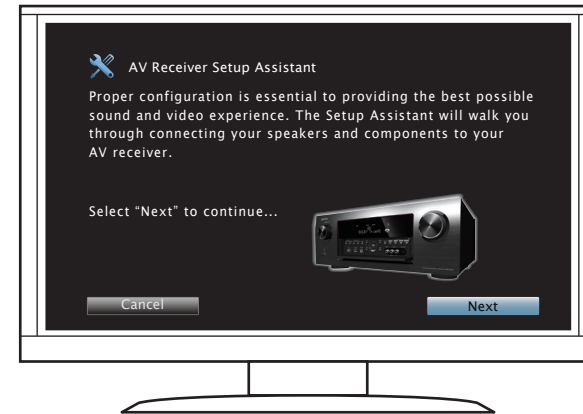 AV Receiver Setup Assistant
Proper configuration is essential to providing the best possible
sound and video experience. The Setup Assistant will walk you
through connecting your speakers and components to your
AV receiver.
Select “Next” to continue...
Cancel
Next